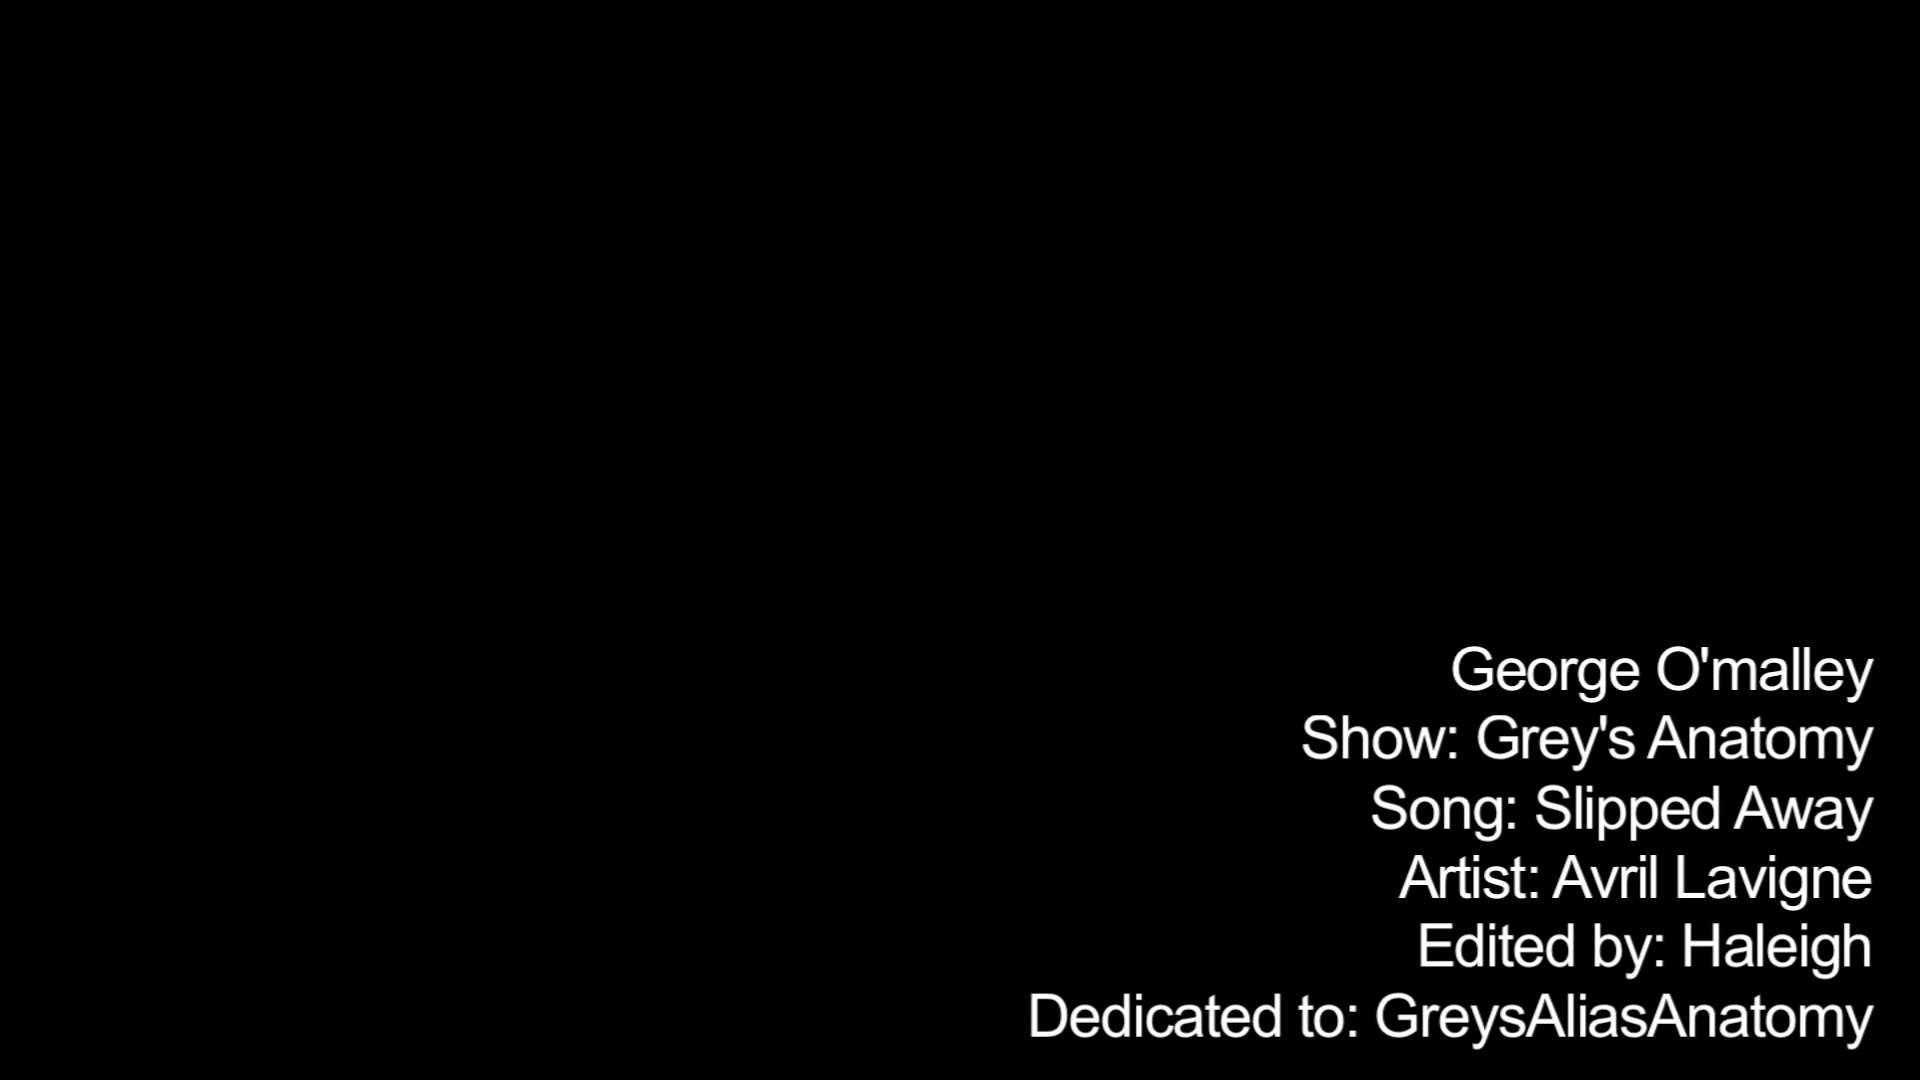 George O'malley
Show: Grey's Anatomy
Song: Slipped Away
Artist: Avril Lavigne
Edited by: Haleigh
Dedicated to: GreysAliasAnatomy